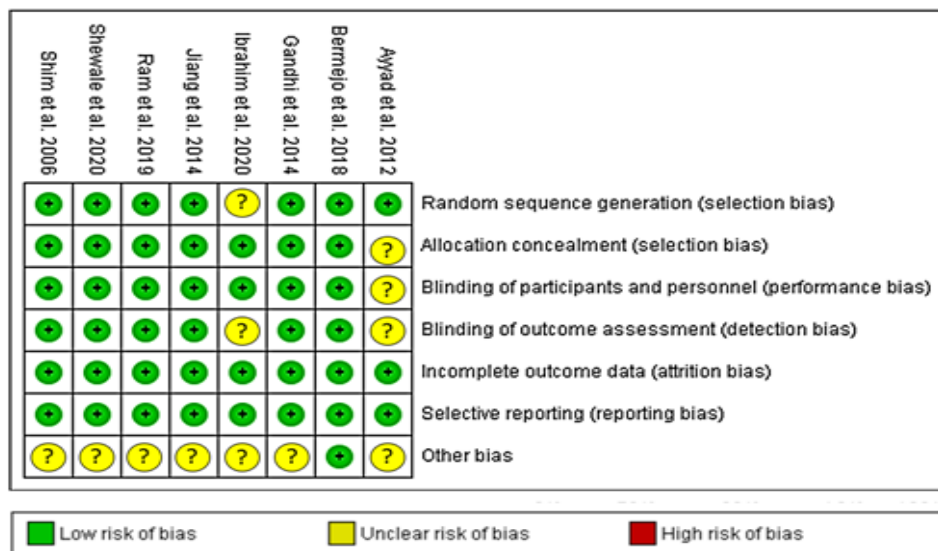 Shim et al. 2006
Shewale et al. 2020
Ram et al. 2019
Jiang et al. 2014
Ibrahim et al. 2020
Gandhi et al. 2014
Bermejo et al. 2018
Ayyad et al. 2012
+ + + + ? + + + Random sequence generation (selection bias)
+ + + + + + + ? Allocation concealment (selection bias)
+ + + + + + + ? Blinding of participants and personnel (performance bias)
+ + + + ? + + ? Blinding of outcome assessment (detection bias)
+ + + + + + + + Incomplete outcome data (attrition bias)
+ + + + + + + + Selective reporting (reporting bias)
? ? ? ? ? ? + ? Other bias
Low risk of bias Unclear risk of bias High risk of bias